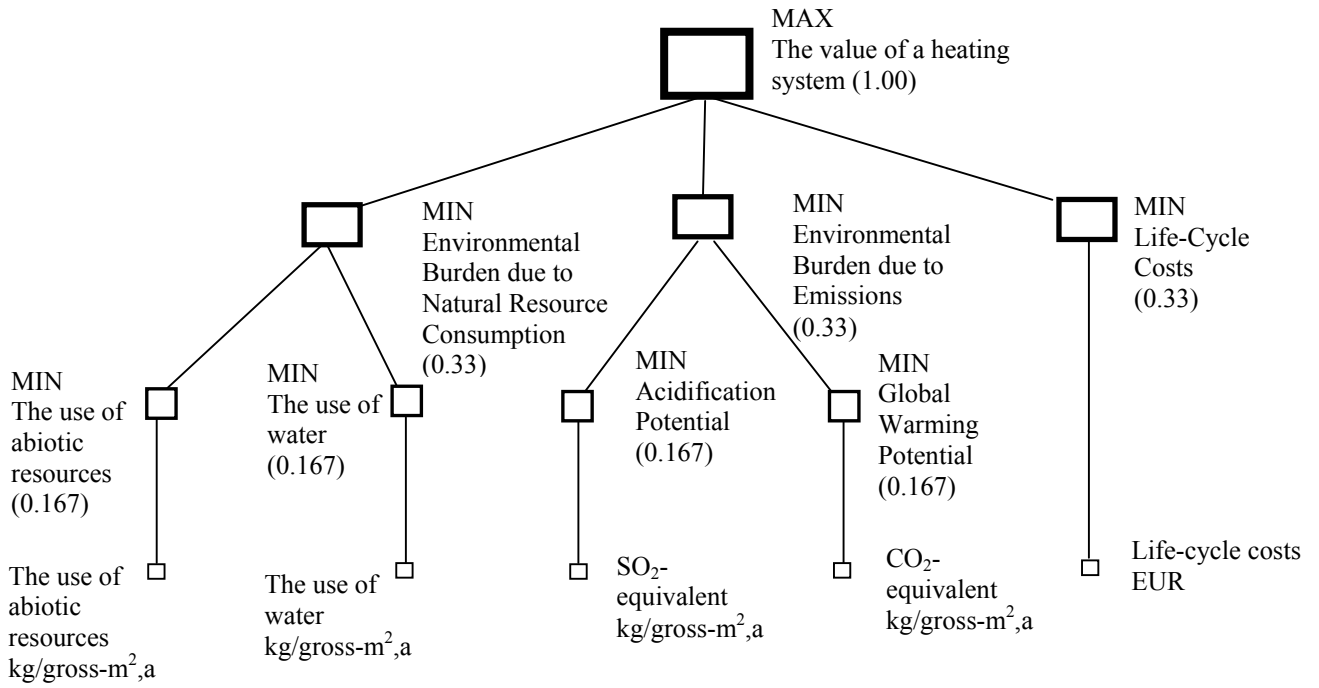 MAX
The value of a heating
system (1.00)
MIN
Environmental
Burden due to
Natural Resource
Consumption
(0.33)
MIN
Environmental
Burden due to
Emissions
(0.33)
MIN
Life-Cycle
Costs
(0.33)
MIN
The use of
abiotic
resources
(0.167)
MIN
The use of
water
(0.167)
MIN
Acidification
Potential
(0.167)
MIN
Global
Warming
Potential
(0.167)
The use of
abiotic
resources
kg/gross-m²,a
The use of
water
kg/gross-m²,a
SO₂-
equivalent
kg/gross-m²,a
CO₂-
equivalent
kg/gross-m²,a
Life-cycle costs
EUR